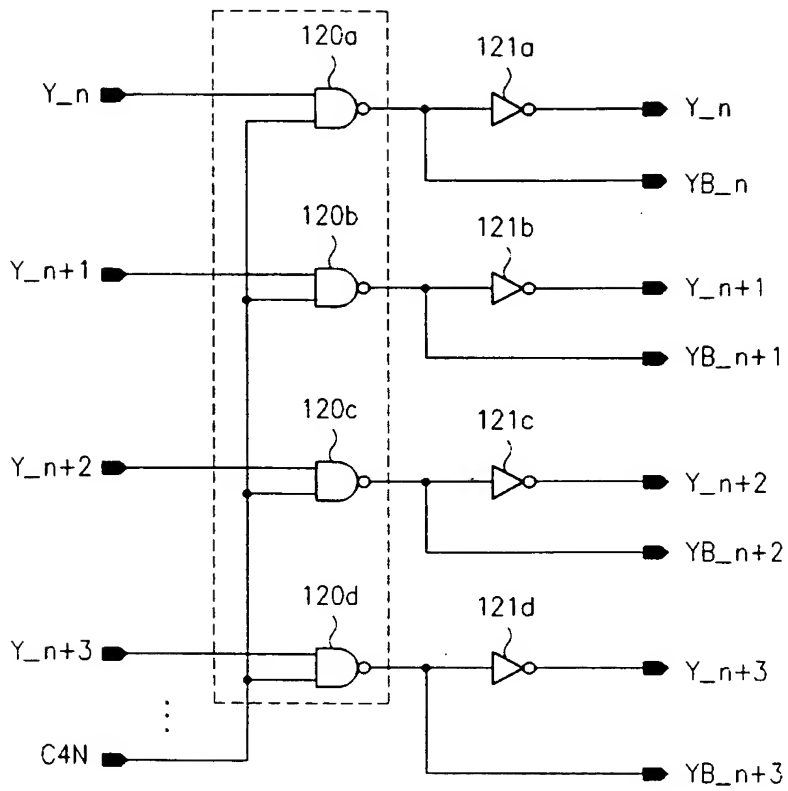 120a
121a
Y_n
Y_n
YB_n
120b
121b
Y_n+1
Y_n+1
YB_n+1
120c
121c
Y_n+2
Y_n+2
YB_n+2
120d
121d
Y_n+3
Y_n+3
C4N
YB_n+3